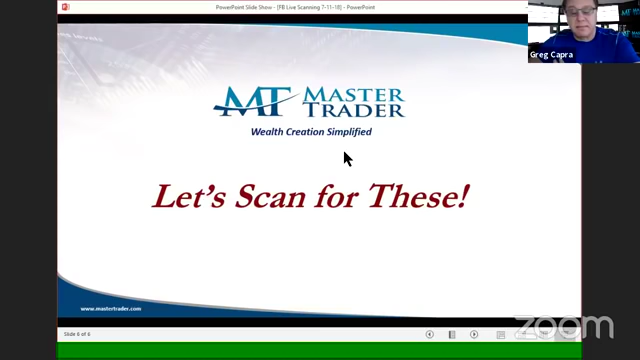 PowerPoint Slide Show - [FB Live Scanning 7-11-18] - PowerPoint
Greg Capra
MT MASTER TRADER
Wealth Creation Simplified
Let's Scan for These!
www.mastertrader.com
Slide 6 of 6
zoom